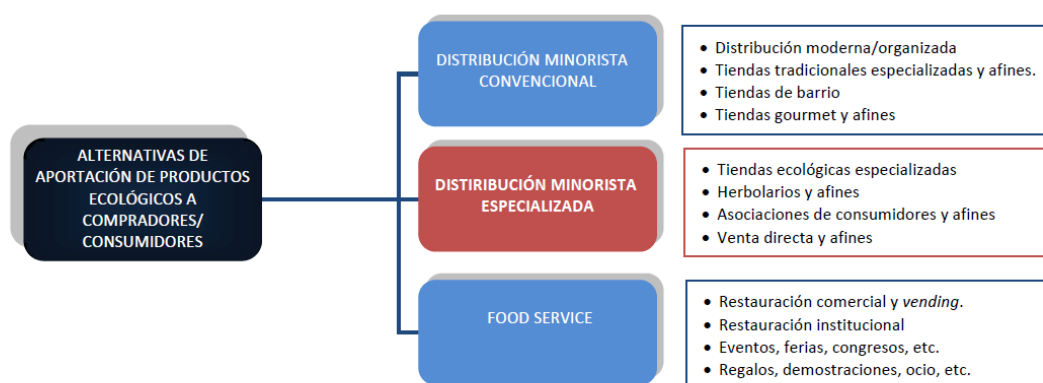 ALTERNATIVAS DE
APORTACIÓN DE PRODUCTOS
ECOLÓGICOS A
COMPRADORES/
CONSUMIDORES
DISTRIBUCIÓN MINORISTA
CONVENCIONAL
• Distribución moderna/organizada
• Tiendas tradicionales especializadas y afines.
• Tiendas de barrio
• Tiendas gourmet y afines
DISTIRIBUCIÓN MINORISTA
ESPECIALIZADA
• Tiendas ecológicas especializadas
• Herbolarios y afines
• Asociaciones de consumidores y afines
• Venta directa y afines
FOOD SERVICE
• Restauración comercial y vending.
• Restauración institucional
• Eventos, ferias, congresos, etc.
• Regalos, demostraciones, ocio, etc.